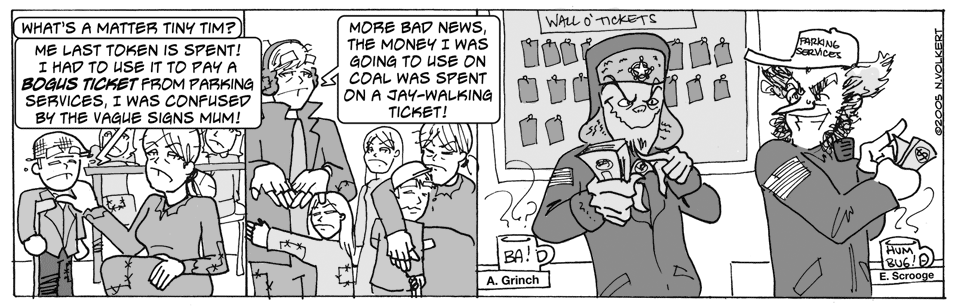 WHAT'S A MATTER TINY TIM?
ME LAST TOKEN IS SPENT!
I HAD TO USE IT TO PAY A
BOGUS TICKET FROM PARKING
SERVICES, I WAS CONFUSED
BY THE VAGUE SIGNS MUM!
MORE BAD NEWS,
THE MONEY I WAS
GOING TO USE ON
COAL WAS SPENT
ON A JAY-WALKING
TICKET!
WALL O' TICKETS
BA!
A. Grinch
PARKING
SERVICES
HUM
BUG!
E. Scrooge
©2005 N.VOLKERT